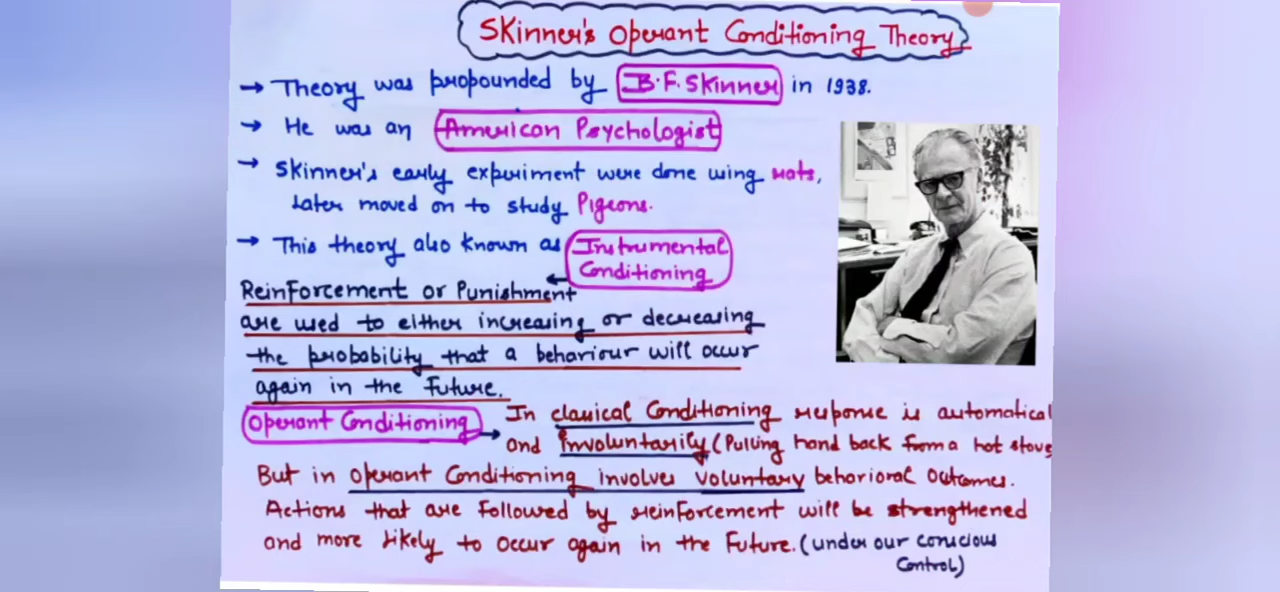 Skinner's Operant Conditioning Theory
→ Theory was propounded by B.F. Skinner in 1938.
→ He was an American Psychologist
→ Skinner's early experiment were done using rats,
Later moved on to study Pigeons.
→ This theory also known as Instrumental
Conditioning
Reinforcement or Punishment
are used to either increasing or decreasing
the probability that a behaviour will occur
again in the future.
Operant Conditioning → In classical Conditioning response is automatical
and involuntarily (Pulling hand back from a hot stove
But in operant Conditioning involves voluntary behavioral outcomes.
Actions that are followed by reinforcement will be strengthened
and more likely to occur again in the future. (under our conscious
Control)